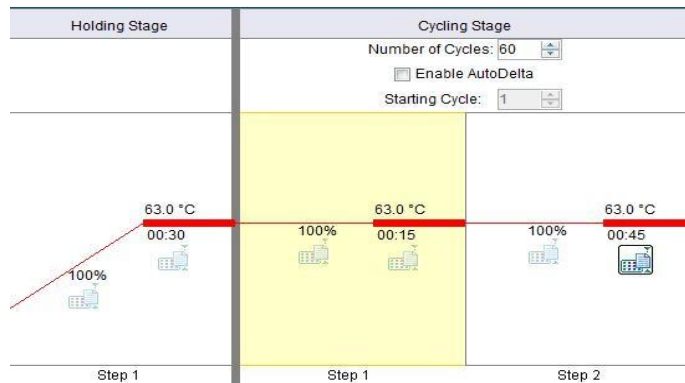 Holding Stage
Cycling Stage
Number of Cycles: 60
Enable AutoDelta
Starting Cycle: 1
63.0 °C
00:30
100%
63.0 °C
100%
00:15
63.0 °C
100%
00:45
Step 1
Step 1
Step 2